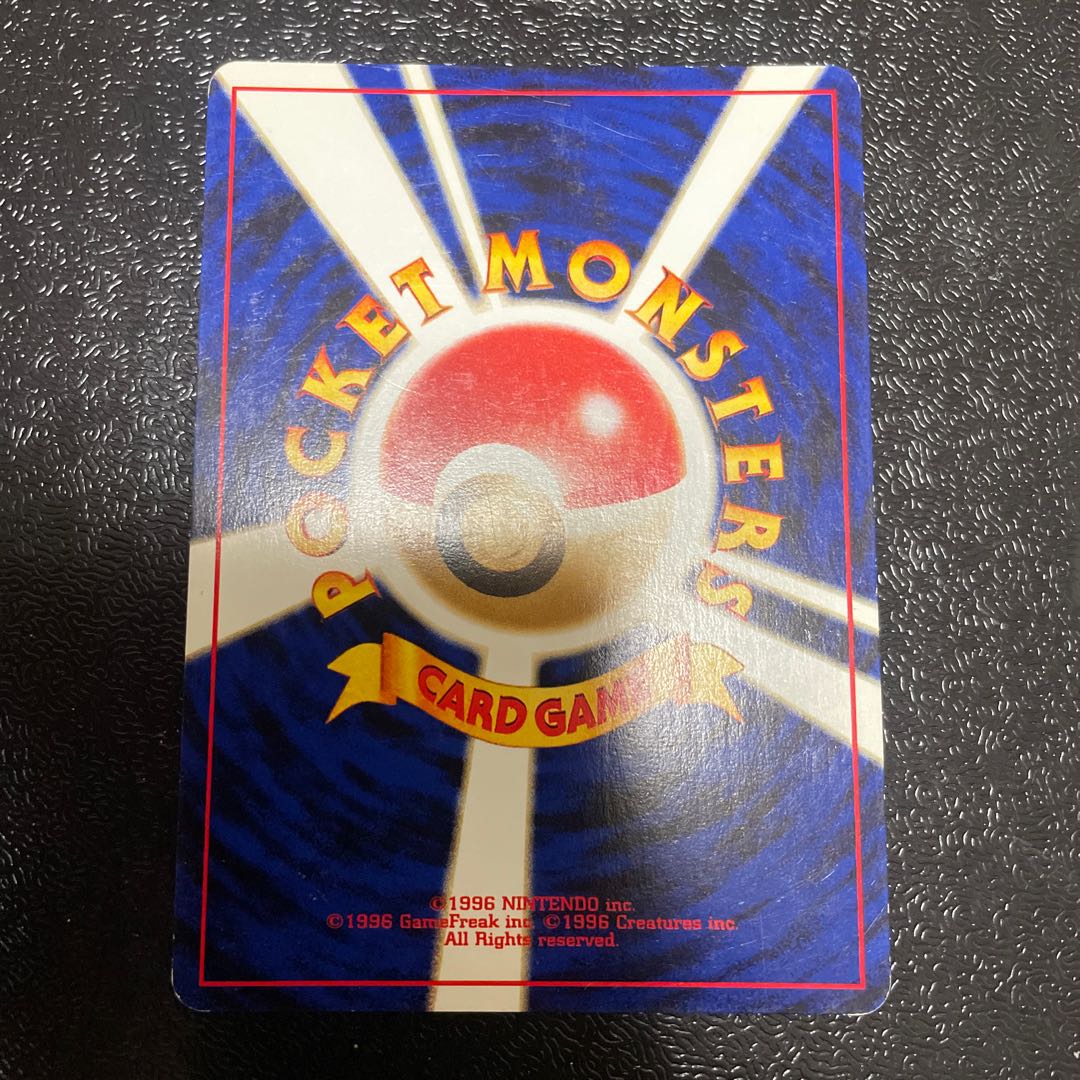 POCKET MONSTERS
CARD GAME
©1996 NINTENDO inc.
©1996 GameFreak inc. ©1996 Creatures inc.
All Rights reserved.